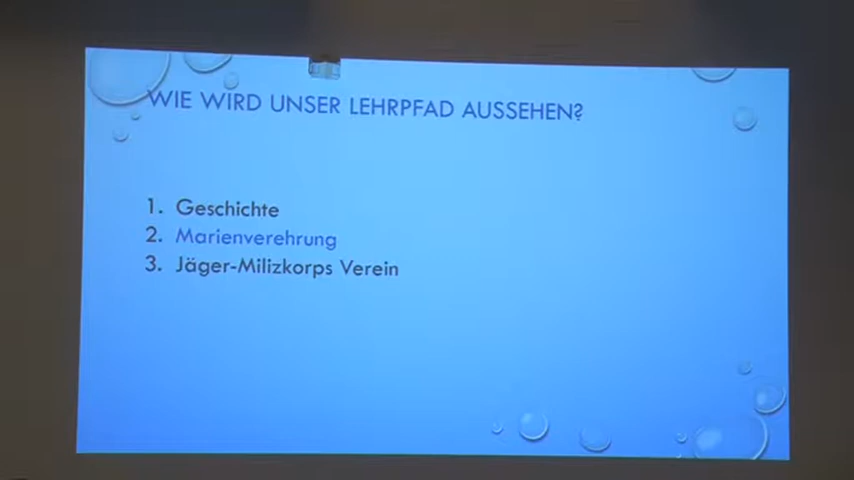 WIE WIRD UNSER LEHRPFAD AUSSEHEN?
1. Geschichte
2. Marienverehrung
3. Jäger-Milizkorps Verein